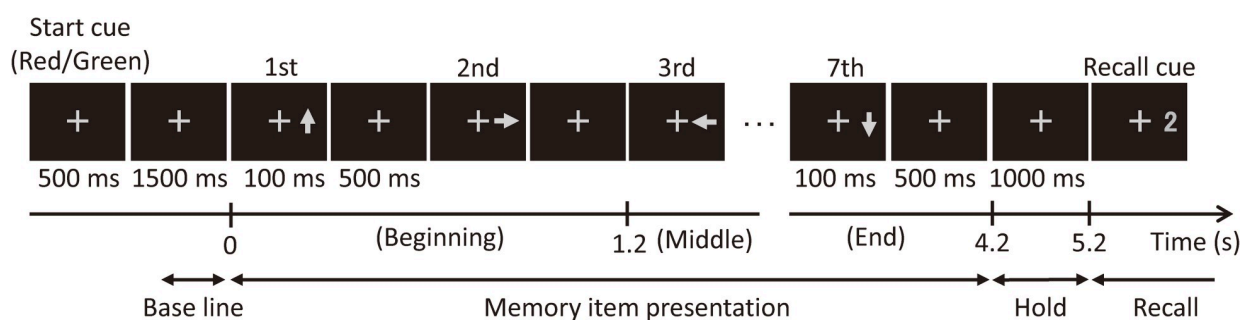 Start cue
(Red/Green)
1st
2nd
3rd
7th
Recall cue
...
2
500 ms
1500 ms
100 ms
500 ms
100 ms
500 ms
1000 ms
0
(Beginning)
1.2
(Middle)
(End)
4.2
5.2
Time (s)
Base line
Memory item presentation
Hold
Recall